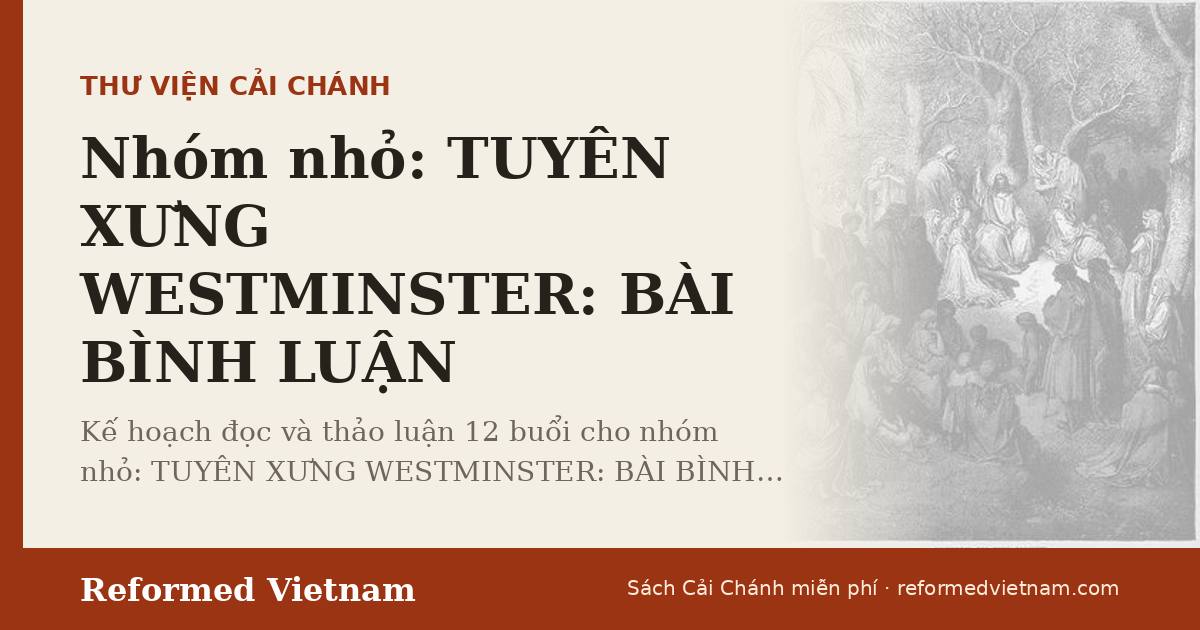 THƯ VIỆN CẢI CHÁNH
Nhóm nhỏ: TUYÊN
XƯNG
WESTMINSTER: BÀI
BÌNH LUẬN
Kế hoạch đọc và thảo luận 12 buổi cho nhóm
nhỏ: TUYÊN XƯNG WESTMINSTER: BÀI BÌNH…
Reformed Vietnam
Sách Cải Chánh miễn phí · reformedvietnam.com